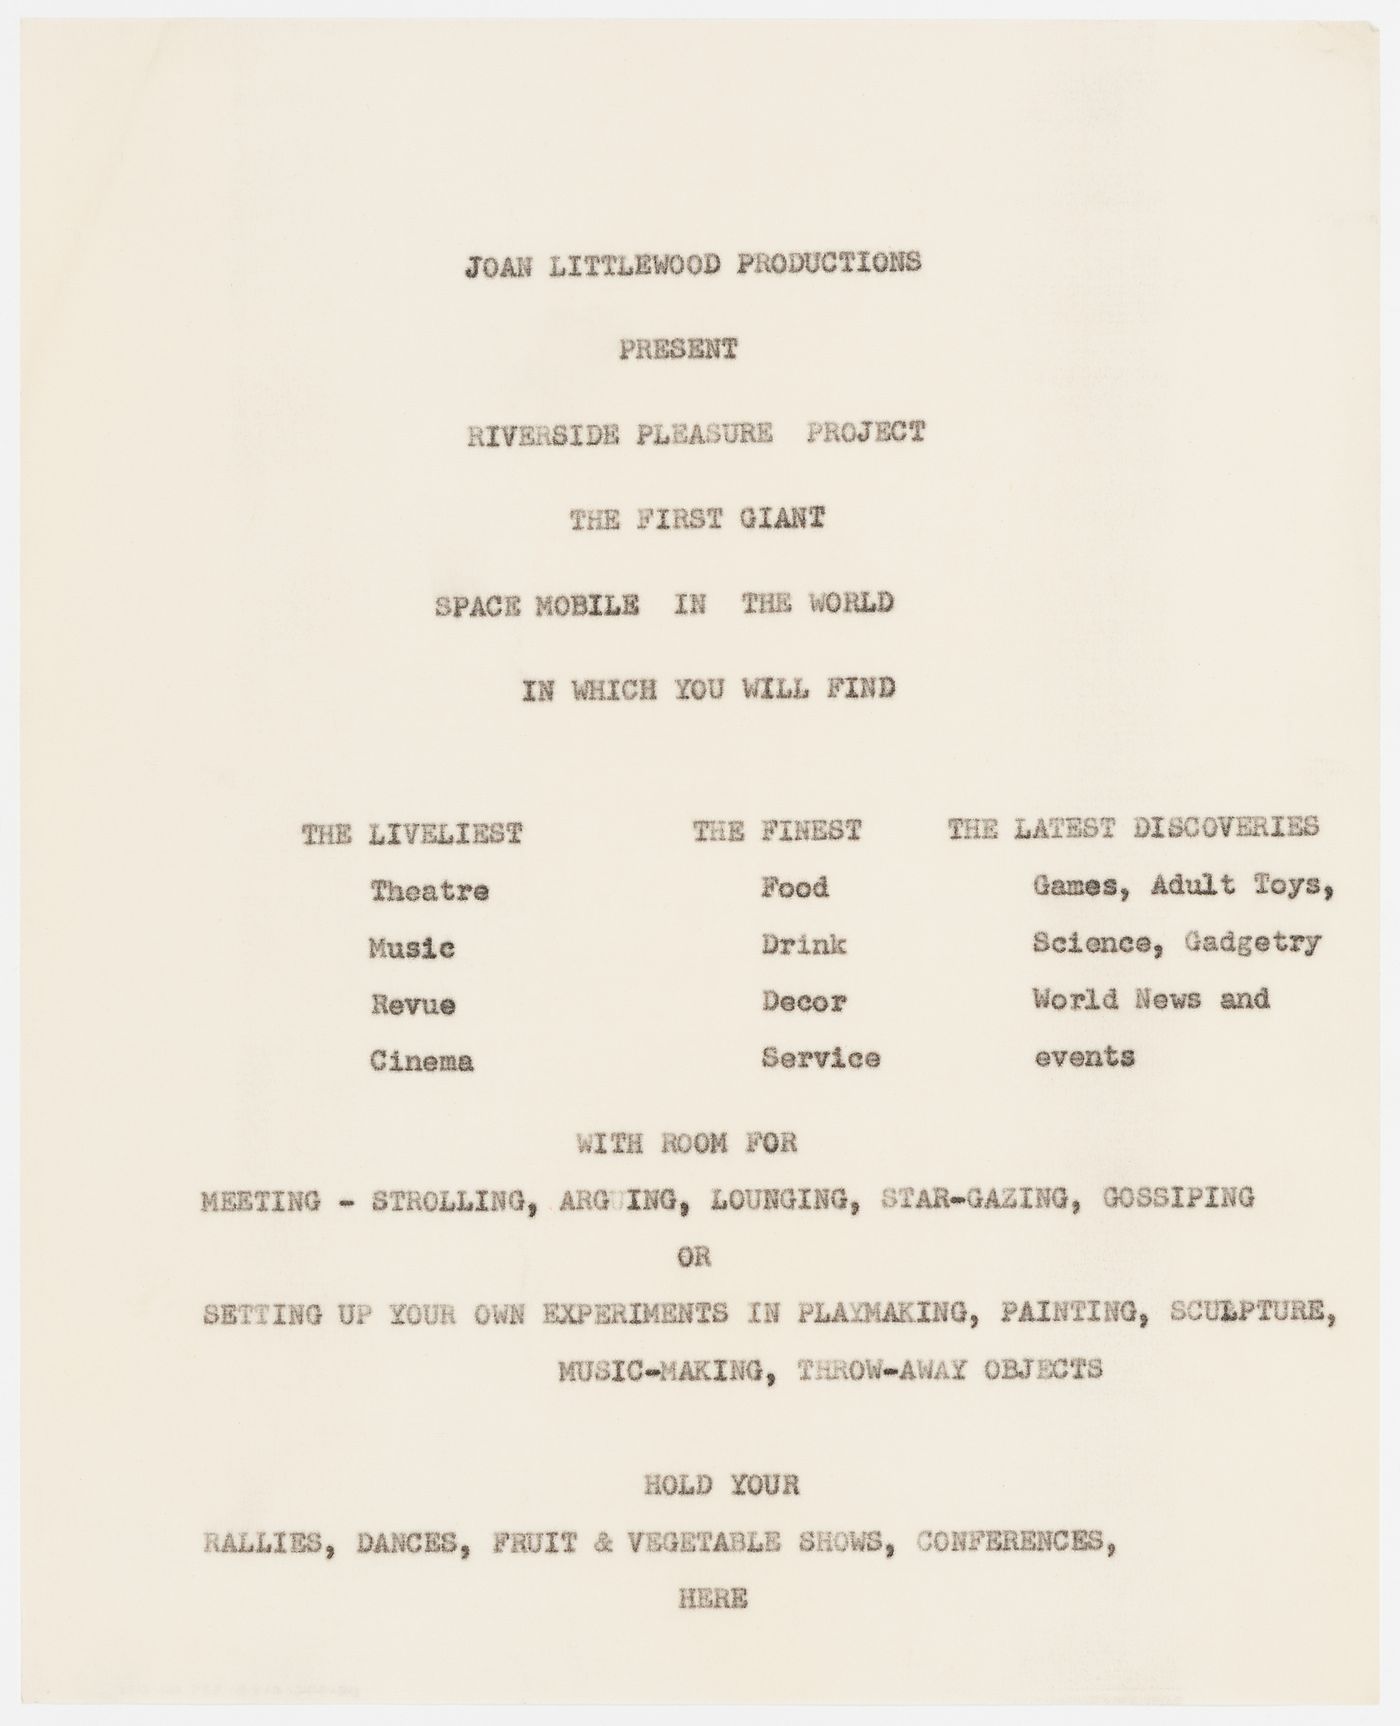 JOAN LITTLEWOOD PRODUCTIONS
PRESENT
RIVERSIDE PLEASURE PROJECT
THE FIRST GIANT
SPACE MOBILE IN THE WORLD
IN WHICH YOU WILL FIND
THE LIVELIEST THE FINEST THE LATEST DISCOVERIES
Theatre Food Games, Adult Toys,
Music Drink Science, Gadgetry
Revue Decor World News and
Cinema Service events
WITH ROOM FOR
MEETING - STROLLING, ARGUING, LOUNGING, STAR-GAZING, GOSSIPING
OR
SETTING UP YOUR OWN EXPERIMENTS IN PLAYMAKING, PAINTING, SCULPTURE,
MUSIC-MAKING, THROW-AWAY OBJECTS
HOLD YOUR
RALLIES, DANCES, FRUIT & VEGETABLE SHOWS, CONFERENCES,
HERE